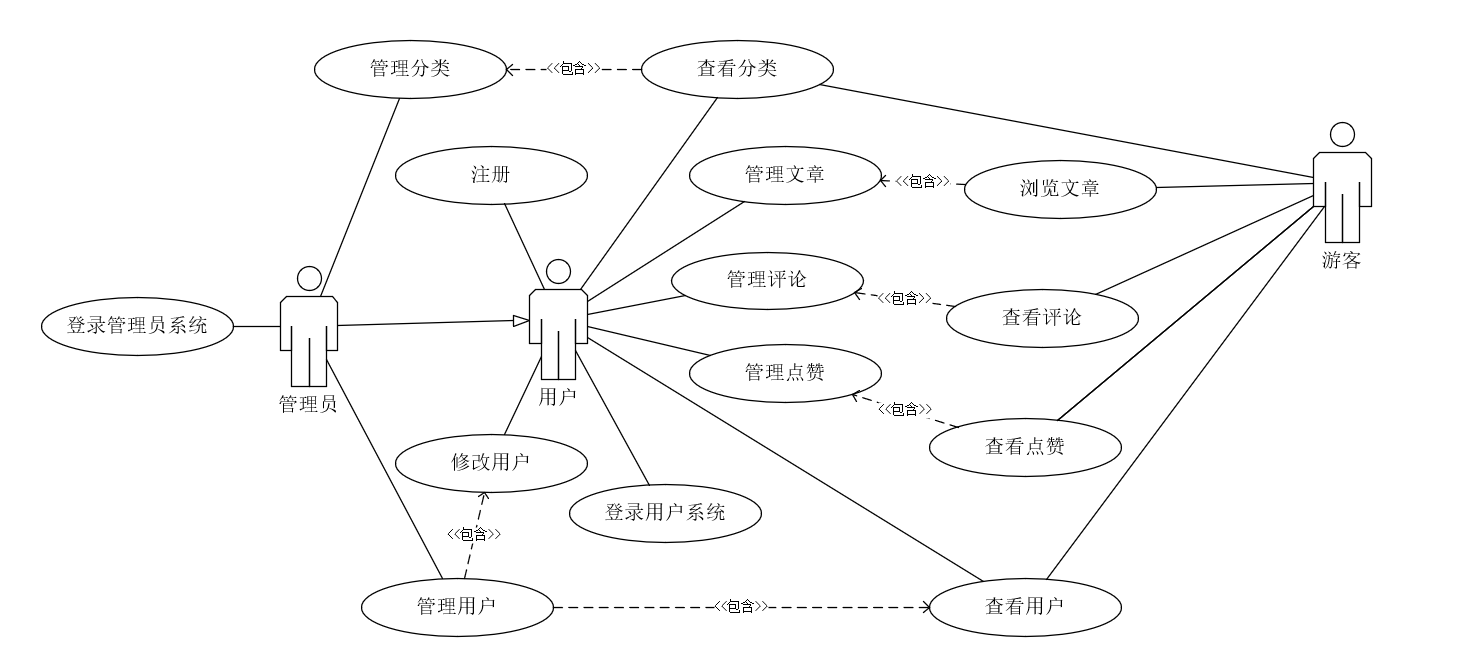 管理分类
<<包含>>
查看分类
注册
管理文章
<<包含>>
浏览文章
游客
管理评论
<<包含>>
查看评论
登录管理员系统
管理员
用户
管理点赞
<<包含>>
查看点赞
修改用户
登录用户系统
<<包含>>
管理用户
<<包含>>
查看用户